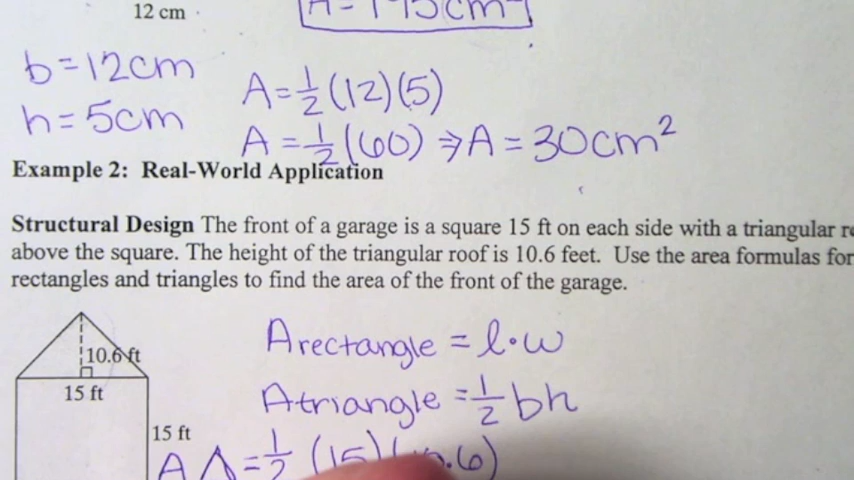 12 cm
b=12cm
h=5cm
A=½(12)(5)
A=½(60)⇒A=30cm²
Example 2: Real-World Application
Structural Design The front of a garage is a square 15 ft on each side with a triangular
above the square. The height of the triangular roof is 10.6 feet. Use the area formulas for
rectangles and triangles to find the area of the front of the garage.
10.6 ft
15 ft
15 ft
Arectangle = l·w
Atriangle = ½bh
A△=½(15)(